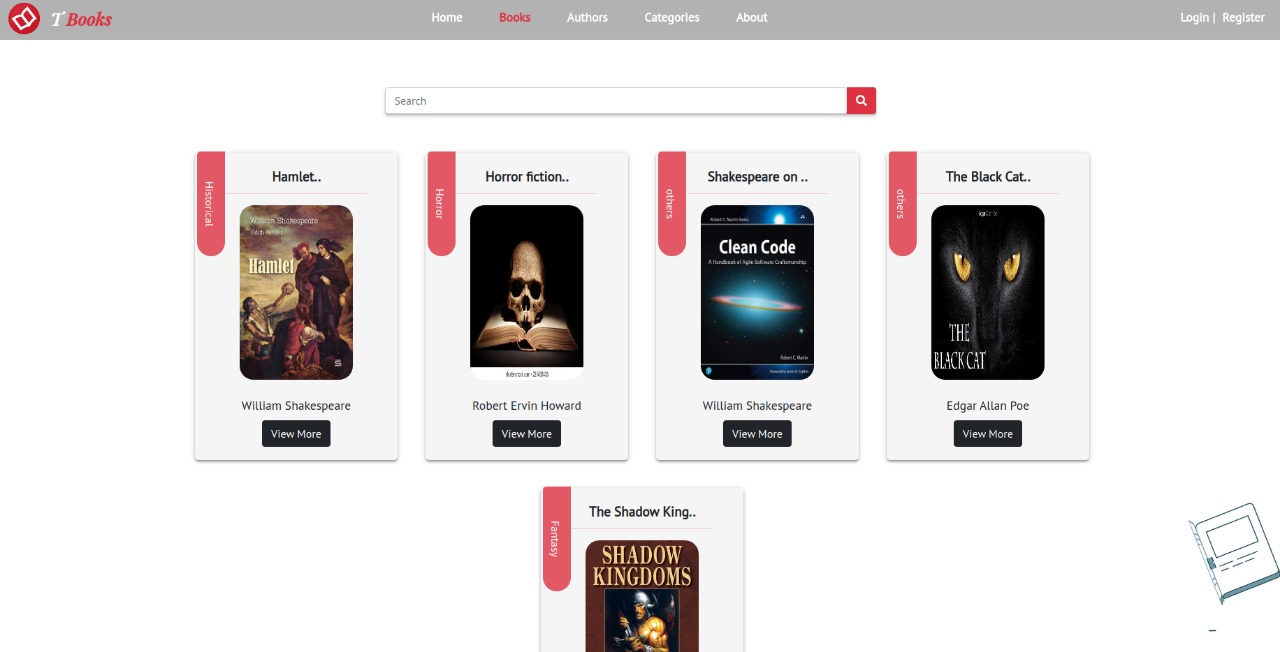 T Books
Home
Books
Authors
Categories
About
Login |
Register
Search
Historical
Hamlet..
William Shakespeare
Edith Nesbit
Hamlet
William Shakespeare
View More
Horror
Horror fiction..
Robert Ervin Howard
View More
others
Shakespeare on ..
Robert C. Martin Series
Clean Code
A Handbook of Agile Software Craftsmanship
Robert C. Martin
William Shakespeare
View More
others
The Black Cat..
THE
BLACK CAT
Edgar Allan Poe
View More
Fantasy
The Shadow King..
SHADOW
KINGDOMS